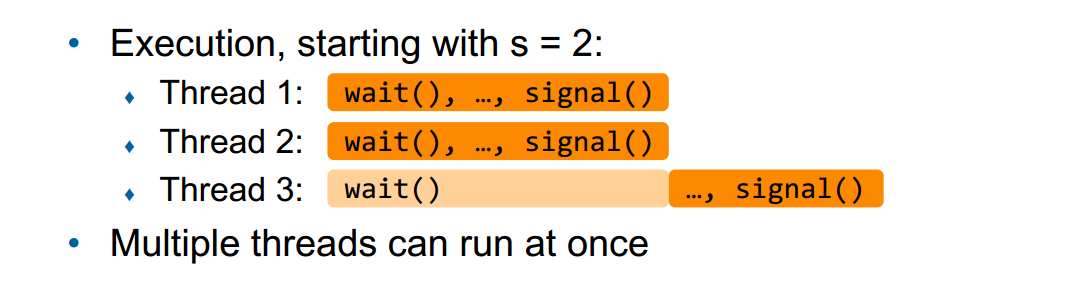 • Execution, starting with s = 2:
♦ Thread 1: wait(), …, signal()
♦ Thread 2: wait(), …, signal()
♦ Thread 3: wait() …, signal()
• Multiple threads can run at once